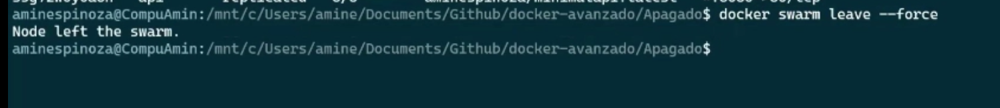 aminespinoza@CompuAmin:/mnt/c/Users/amine/Documents/Github/docker-avanzado/Apagado$ docker swarm leave --force
Node left the swarm.
aminespinoza@CompuAmin:/mnt/c/Users/amine/Documents/Github/docker-avanzado/Apagado$